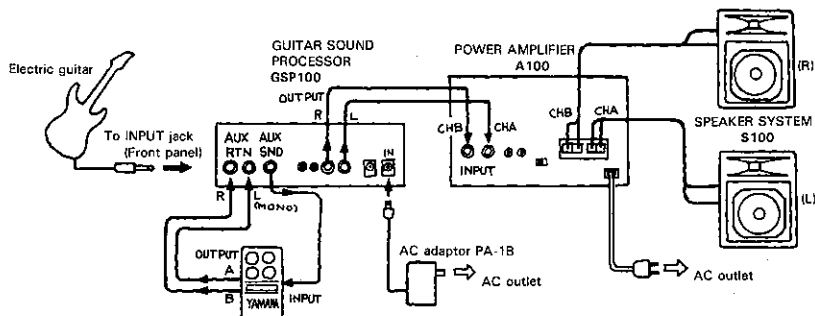 Electric guitar
To INPUT jack
(Front panel)
GUITAR SOUND
PROCESSOR
GSP100
OUTPUT
R
L
AUX
RTN
AUX
SND
IN
R
L
(MONO)
OUTPUT
A
B
YAMAHA
INPUT
AC adaptor PA-1B
AC outlet
POWER AMPLIFIER
A100
CHB
CHA
INPUT
CHB
CHA
AC outlet
(R)
SPEAKER SYSTEM
S100
(L)